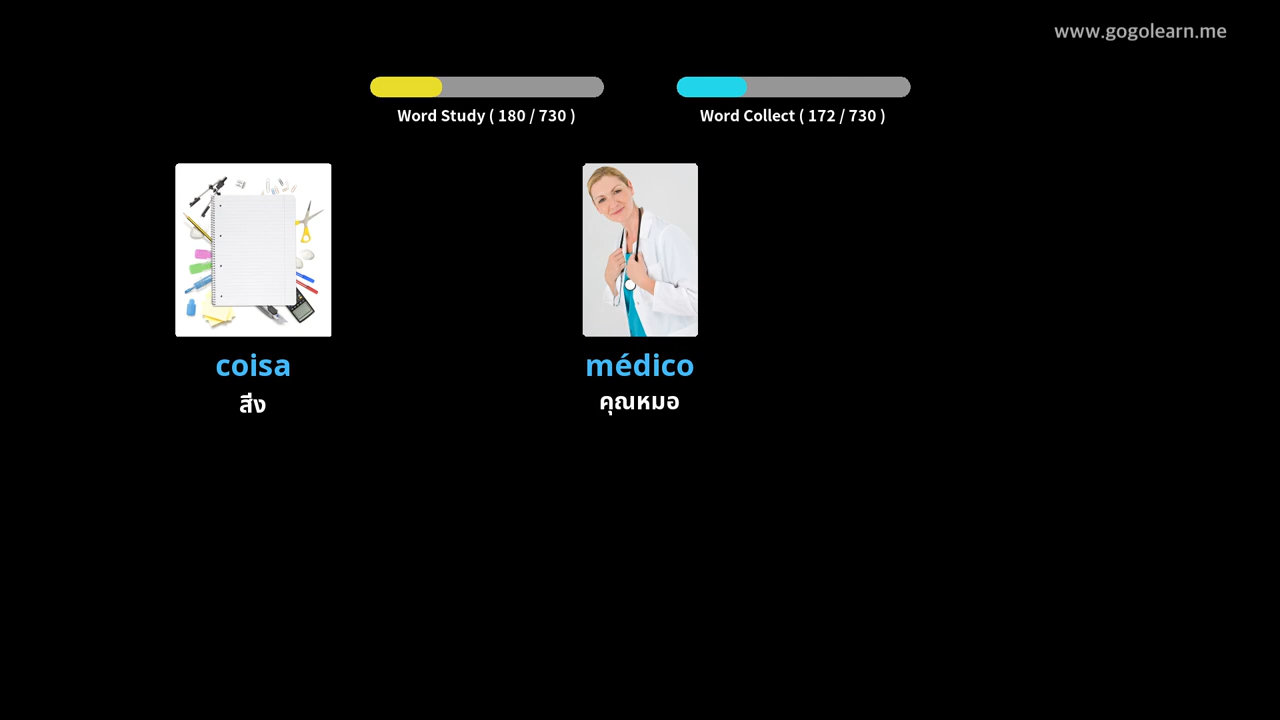 www.gogolearn.me
Word Study ( 180 / 730 )
Word Collect ( 172 / 730 )
coisa
สิ่ง
médico
คุณหมอ